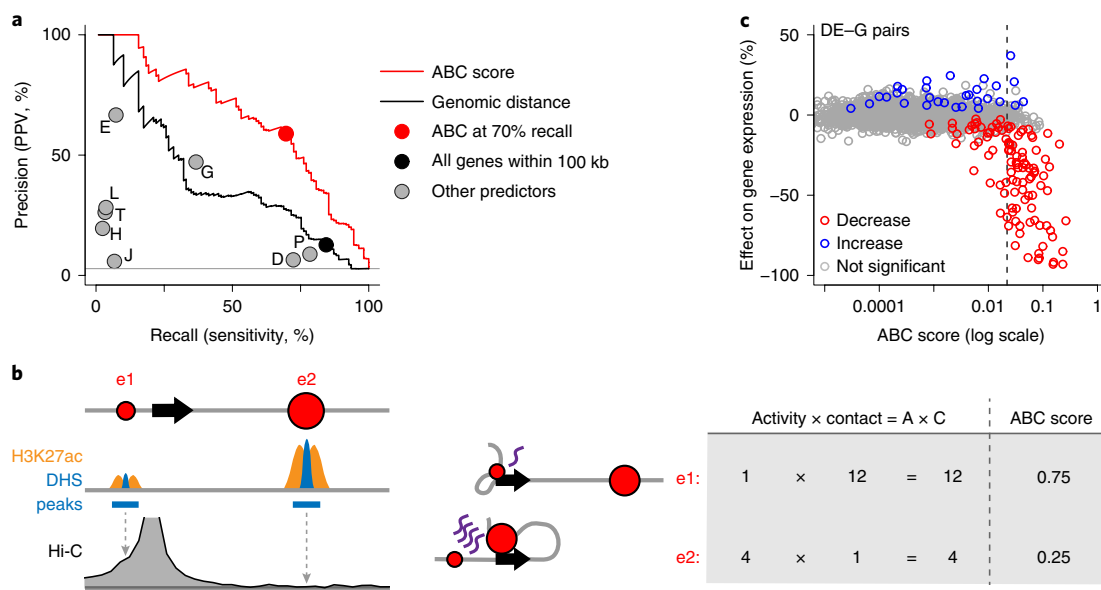 a
100
50
0
Precision (PPV, %)
E
G
L
T
H
J
D
P
0
50
100
Recall (sensitivity, %)
ABC score
Genomic distance
ABC at 70% recall
All genes within 100 kb
Other predictors
c
DE–G pairs
50
0
−50
−100
Effect on gene expression (%)
Decrease
Increase
Not significant
0.0001
0.01
0.1
1
ABC score (log scale)
b
e1
e2
H3K27ac
DHS
peaks
Hi-C
Activity × contact = A × C
ABC score
e1: 1 × 12 = 12 0.75
e2: 4 × 1 = 4 0.25